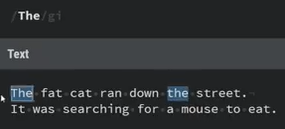 /The/gi
Text
The fat cat ran down the street.
It was searching for a mouse to eat.